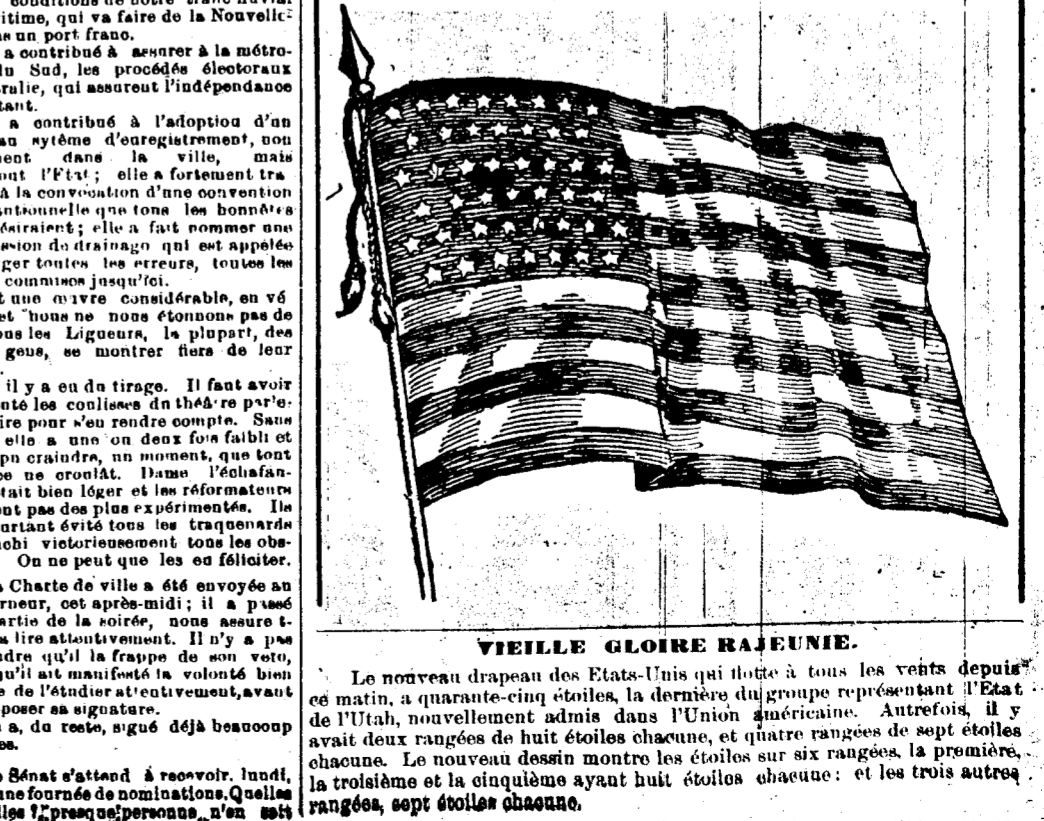 conditions de notre
itime, qui va faire de la Nouvelle-
un port franc.
a contribué à assurer à la métro-
du Sud, les procédés électoraux
tralie, qui assurent l'indépendance
tant.
a contribué à l'adoption d'un
au sytème d'enregistrement, non
ment dans la ville, mais
out l'Etat; elle a fortement tra
à la convocation d'une convention
antionnelle que tous les honnêtes
ésiraient; elle a fait nommer une
ssion de drainage qui est appelée
ger toutes les erreurs, toutes les
commises jusqu'ici.
t une œuvre considérable, en vé
et nous ne nous étonnons pas de
ous les Ligueurs, la plupart, des
gens, se montrer fiers de leur
il y a eu du tirage. Il faut avoir
nté les coulisses du théâtre
ire pour s'en rendre compte. Sans
elle a une ou deux fois faibli et
pu craindre, un moment, que tout
ne croulât. Dame l'échafau-
tait bien léger et les réformateurs
nt pas des plus expérimentés. Ils
ourtant évité tous les traquenards
chi victorieusement tous les obs-
On ne peut que les en féliciter.
Charte de ville a été envoyée au
rneur, cet après-midi; il a passé
artie de la soirée, nous assure t-
lire attentivement. Il n'y a pas
ndre qu'il la frappe de son veto,
qu'il ait manifesté la volonté bien
de l'étudier attentivement, avant
poser sa signature.
a, du reste, signé déjà beaucoup
es.
Sénat s'attend à recevoir. lundi,
une fournée de nominations. Quelles
presque personne n'en sait
VIEILLE GLOIRE RAJEUNIE.
Le nouveau drapeau des Etats-Unis qui flotte à tous les vents depuis
ce matin, a quarante-cinq étoiles, la dernière du groupe représentant l'Etat
de l'Utah, nouvellement admis dans l'Union américaine. Autrefois, il y
avait deux rangées de huit étoiles chacune, et quatre rangées de sept étoiles
chacune. Le nouveau dessin montre les étoiles sur six rangées, la première,
la troisième et la cinquième ayant huit étoiles chacune: et les trois autres
rangées, sept étoiles chacune.